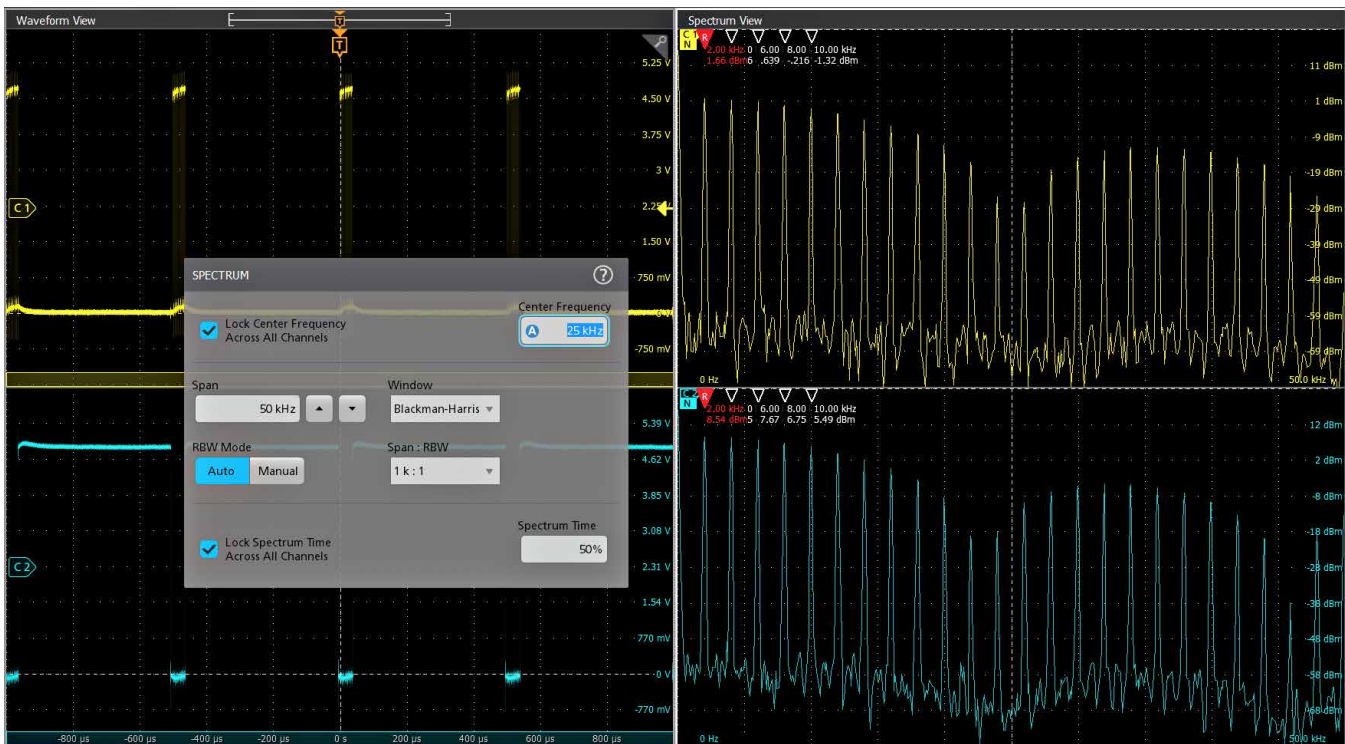 Waveform View
T
T
5.25 V
4.50 V
3.75 V
3 V
C 1
2.25 V
1.50 V
750 mV
0 V
-750 mV
SPECTRUM
?
Lock Center Frequency
Across All Channels
Center Frequency
A 25 kHz
Span
Window
50 kHz
Blackman-Harris
RBW Mode
Span : RBW
Auto Manual
1 k : 1
Lock Spectrum Time
Across All Channels
Spectrum Time
50%
5.39 V
4.62 V
3.85 V
3.08 V
C 2
2.31 V
1.54 V
770 mV
0 V
-770 mV
-800 µs -600 µs -400 µs -200 µs 0 s 200 µs 400 µs 600 µs 800 µs
Spectrum View
C 1
N
R
2.00 kHz 0 6.00 8.00 10.00 kHz
1.66 dBm 6 .639 -.216 -1.32 dBm
11 dBm
1 dBm
-9 dBm
-19 dBm
-29 dBm
-39 dBm
-49 dBm
-59 dBm
-69 dBm
0 Hz
50.0 kHz
C 2
N
R
2.00 kHz 0 6.00 8.00 10.00 kHz
8.54 dBm 5 7.67 6.75 5.49 dBm
12 dBm
2 dBm
-8 dBm
-18 dBm
-28 dBm
-38 dBm
-48 dBm
-58 dBm
-68 dBm
0 Hz
50.0 kHz